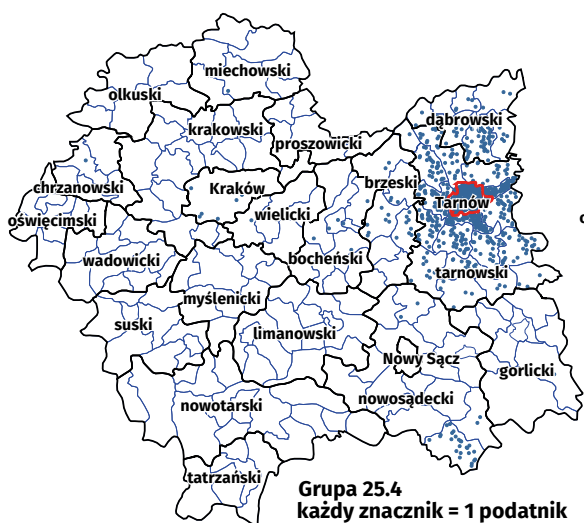 miechowski
olkuski
dąbrowski
krakowski
proszowicki
chrzanowski
Kraków
brzeski
Tarnów
oświęcimski
wielicki
wadowicki
bocheński
tarnowski
myślenicki
suski
limanowski
Nowy Sącz
gorlicki
nowotarski
nowosądecki
tatrzański
Grupa 25.4
każdy znacznik = 1 podatnik